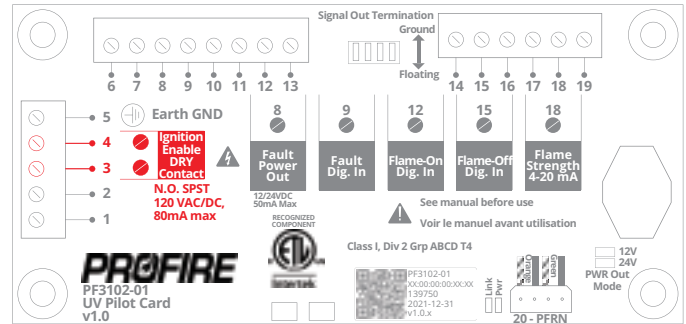 Signal Out Termination
Ground
Floating
6 7 8 9 10 11 12 13
14 15 16 17 18 19
5
4
3
2
1
Earth GND
Ignition
Enable
DRY
Contact
N.O. SPST
120 VAC/DC,
80mA max
8
Fault
Power
Out
12/24VDC
50mA Max
9
Fault
Dig. In
12
Flame-On
Dig. In
15
Flame-Off
Dig. In
18
Flame
Strength
4-20 mA
See manual before use
Voir le manuel avant utilisation
RECOGNIZED
COMPONENT
ETL
Intertek
Class I, Div 2 Grp ABCD T4
PROFIRE
PF3102-01
UV Pilot Card
v1.0
PF3102-01
XX:00:00:00:XX:XX
139750
2021-12-31
v1.0.x
Link
Pwr
Orange
Green
20 - PFRN
12V
24V
PWR Out
Mode